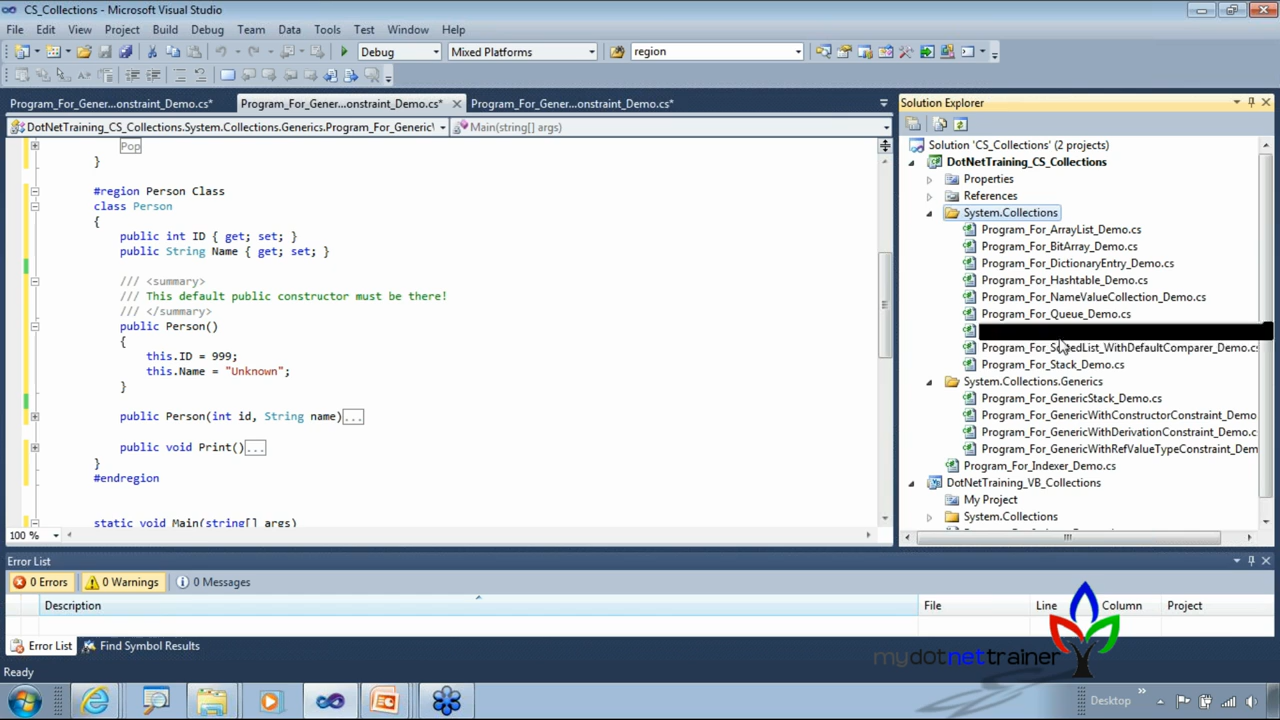 CS_Collections - Microsoft Visual Studio
File Edit View Project Build Debug Team Data Tools Test Window Help
Debug Mixed Platforms region
Program_For_Gener...onstraint_Demo.cs* Program_For_Gener...onstraint_Demo.cs* Program_For_Gener...onstraint_Demo.cs*
DotNetTraining_CS_Collections.System.Collections.Generics.Program_For_Generic Main(string[] args)
Pop
}
#region Person Class
class Person
{
public int ID { get; set; }
public String Name { get; set; }
/// <summary>
/// This default public constructor must be there!
/// </summary>
public Person()
{
this.ID = 999;
this.Name = "Unknown";
}
public Person(int id, String name)...
public void Print()...
}
#endregion
static void Main(string[] args)
100 %
Solution Explorer
Solution 'CS_Collections' (2 projects)
DotNetTraining_CS_Collections
Properties
References
System.Collections
Program_For_ArrayList_Demo.cs
Program_For_BitArray_Demo.cs
Program_For_DictionaryEntry_Demo.cs
Program_For_Hashtable_Demo.cs
Program_For_NameValueCollection_Demo.cs
Program_For_Queue_Demo.cs
Program_For_SortedList_WithDefaultComparer_Demo.cs
Program_For_Stack_Demo.cs
System.Collections.Generics
Program_For_GenericStack_Demo.cs
Program_For_GenericWithConstructorConstraint_Demo
Program_For_GenericWithDerivationConstraint_Demo.c
Program_For_GenericWithRefValueTypeConstraint_Dem
Program_For_Indexer_Demo.cs
DotNetTraining_VB_Collections
My Project
System.Collections
Error List
0 Errors 0 Warnings 0 Messages
Description File Line Column Project
Error List Find Symbol Results
mydotnettrainer
Ready
Desktop